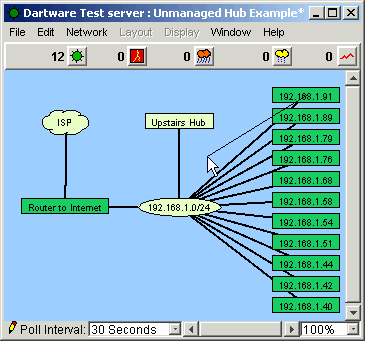 Dartware Test server : Unmanaged Hub Example*
File Edit Network Layout Display Window Help
12 0 0 0 0
192.168.1.91
ISP
Upstairs Hub
192.168.1.89
192.168.1.79
192.168.1.76
192.168.1.68
Router to Internet
192.168.1.0/24
192.168.1.58
192.168.1.54
192.168.1.51
192.168.1.44
192.168.1.42
192.168.1.40
Poll Interval: 30 Seconds 100%